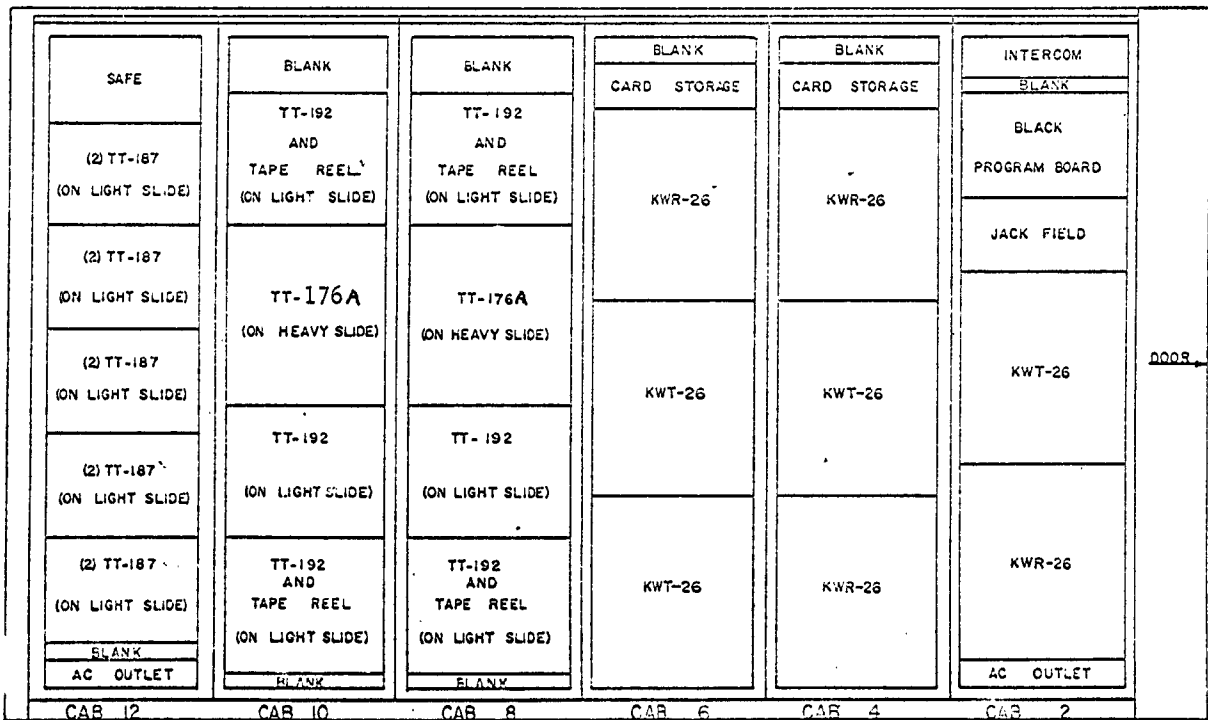 SAFE
(2) TT-187
(ON LIGHT SLIDE)
(2) TT-187
(ON LIGHT SLIDE)
(2) TT-187
(ON LIGHT SLIDE)
(2) TT-187
(ON LIGHT SLIDE)
(2) TT-187
(ON LIGHT SLIDE)
BLANK
AC OUTLET
CAB 12
BLANK
TT-192
AND
TAPE REEL
(ON LIGHT SLIDE)
TT-176A
(ON HEAVY SLIDE)
TT-192
(ON LIGHT SLIDE)
TT-192
AND
TAPE REEL
(ON LIGHT SLIDE)
BLANK
CAB 10
BLANK
TT-192
AND
TAPE REEL
(ON LIGHT SLIDE)
TT-176A
(ON HEAVY SLIDE)
TT-192
(ON LIGHT SLIDE)
TT-192
AND
TAPE REEL
(ON LIGHT SLIDE)
BLANK
CAB 8
BLANK
CARD STORAGE
KWR-26
KWT-26
KWT-26
CAB 6
BLANK
CARD STORAGE
KWR-26
KWT-26
KWR-26
CAB 4
INTERCOM
BLANK
BLACK
PROGRAM BOARD
JACK FIELD
KWT-26
KWR-26
AC OUTLET
CAB 2
DOOR